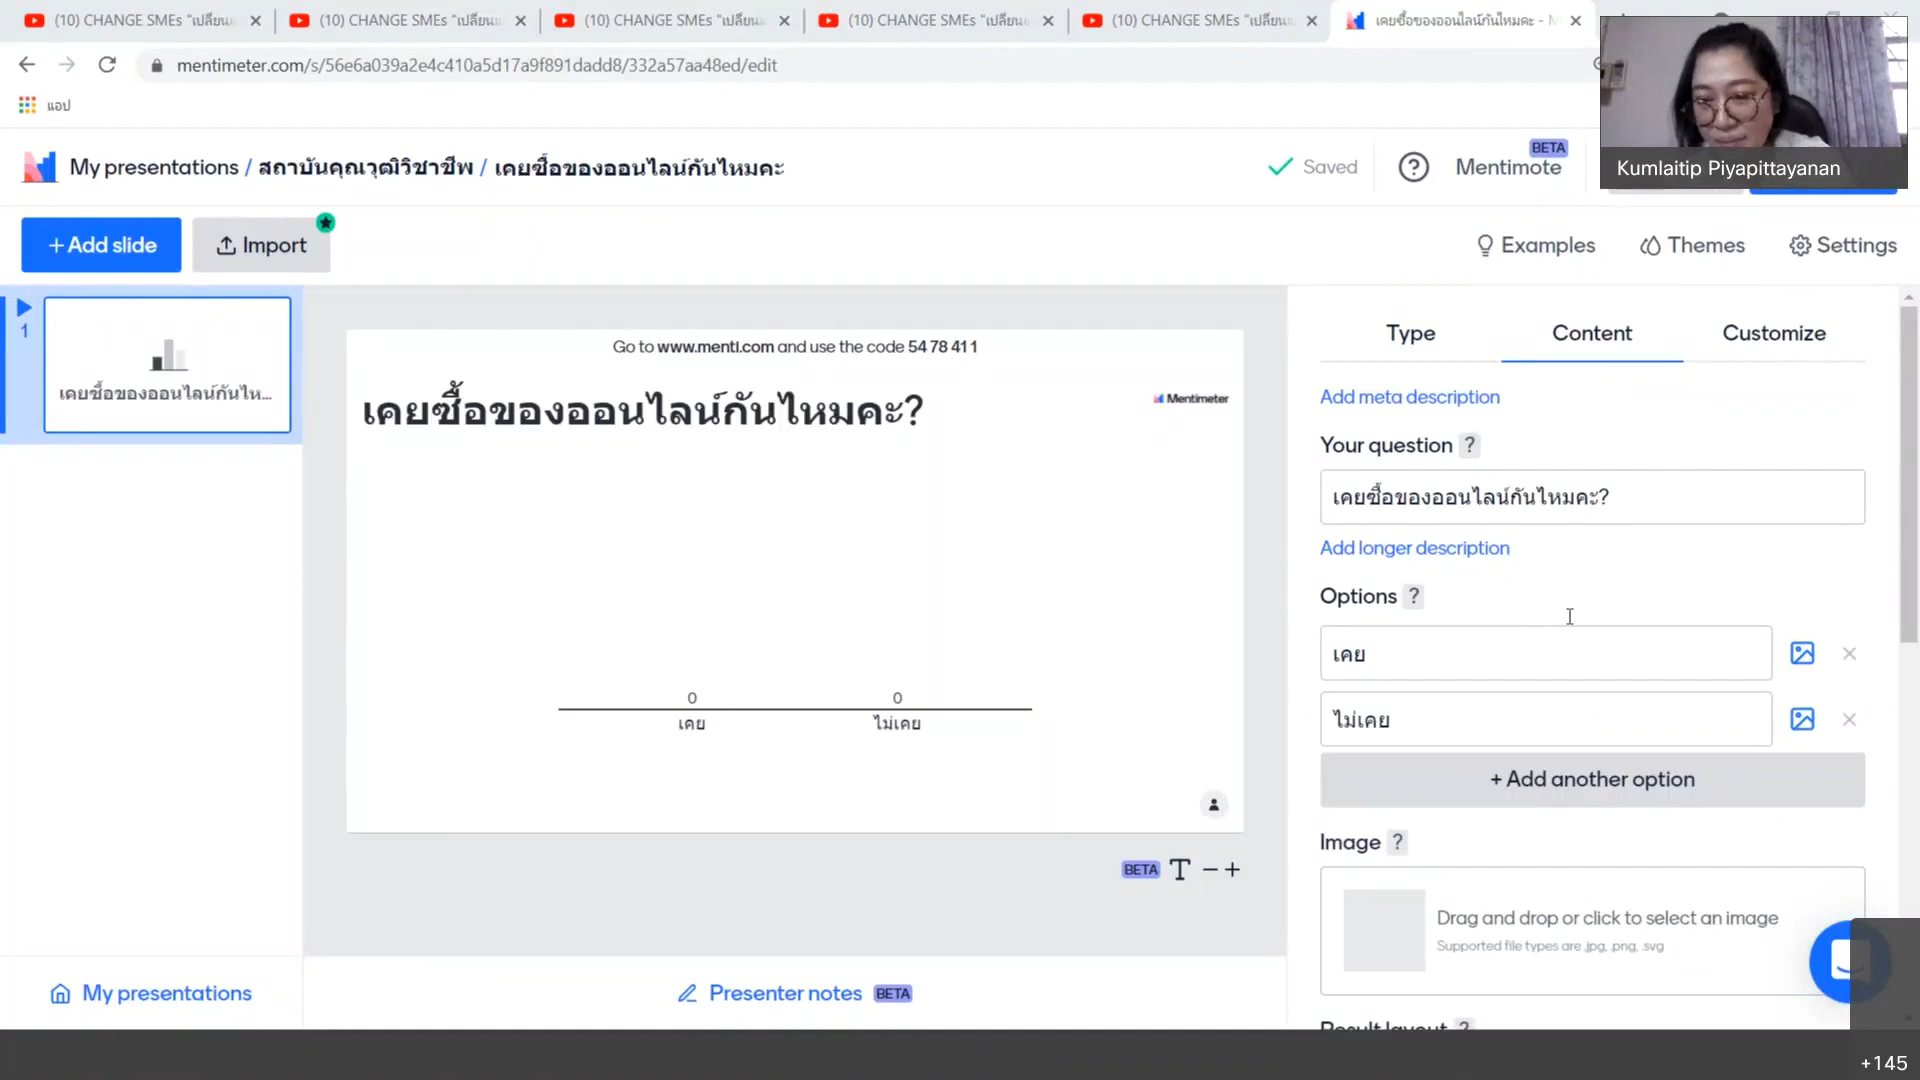 (10) CHANGE SMEs "เปลี่ยน
(10) CHANGE SMEs "เปลี่ยน
(10) CHANGE SMEs "เปลี่ยน
(10) CHANGE SMEs "เปลี่ยน
(10) CHANGE SMEs "เปลี่ยน
เคยซื้อของออนไลน์กันไหมคะ - M
mentimeter.com/s/56e6a039a2e4c410a5d17a9f891dadd8/332a57aa48ed/edit
แอป
My presentations / สถาบันคุณวุฒิวิชาชีพ / เคยซื้อของออนไลน์กันไหมคะ
Saved
?
Mentimote
BETA
Kumlaitip Piyapittayanan
+ Add slide
Import
Examples
Themes
Settings
1
เคยซื้อของออนไลน์กันไห...
Go to www.menti.com and use the code 54 78 41 1
เคยซื้อของออนไลน์กันไหมคะ?
Mentimeter
0
0
เคย
ไม่เคย
BETA T − +
Type
Content
Customize
Add meta description
Your question ?
เคยซื้อของออนไลน์กันไหมคะ?
Add longer description
Options ?
เคย
ไม่เคย
+ Add another option
Image ?
Drag and drop or click to select an image
Supported file types are .jpg, .png, .svg
Result layout ?
My presentations
Presenter notes BETA
+145